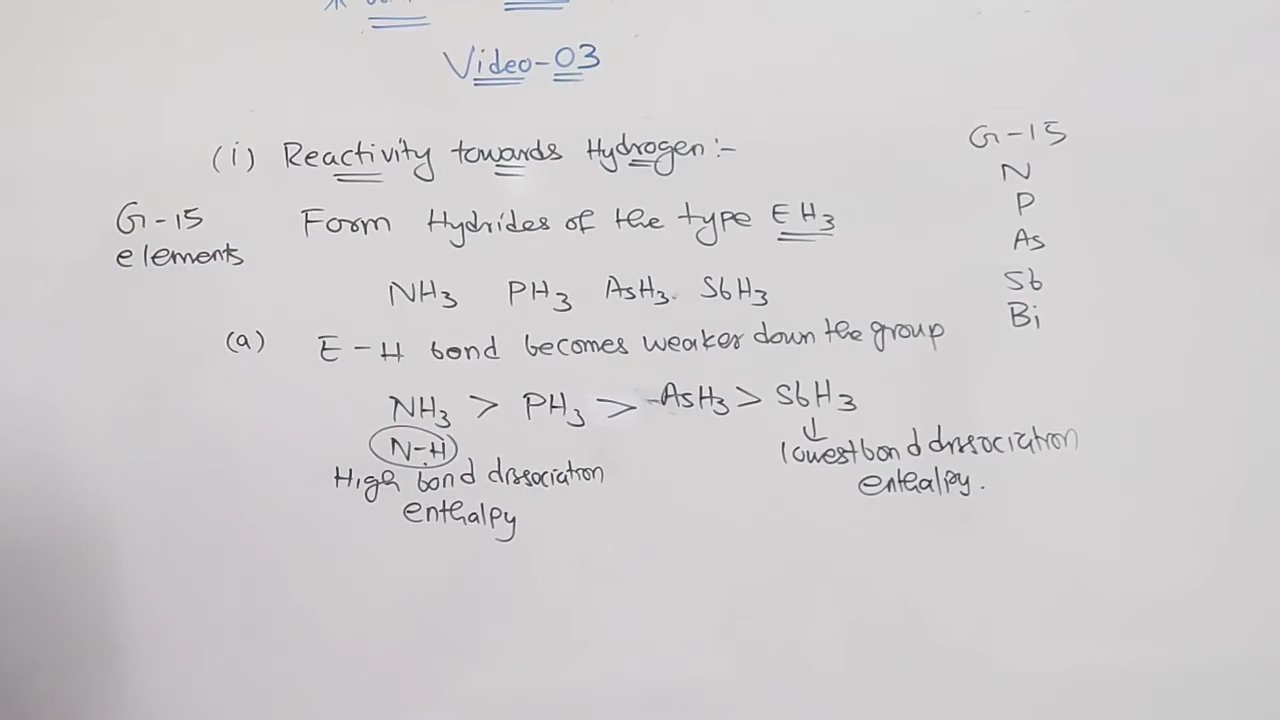 Video-03
(i) Reactivity towards Hydrogen:-
G-15
N
P
As
Sb
Bi
G-15
elements
Form Hydrides of the type EH3
NH3 PH3 AsH3. SbH3
(a) E-H bond becomes weaker down the group
NH3 > PH3 > AsH3 > SbH3
N-H
High bond dissociation
enthalpy
↓
lowest bond dissociation
enthalpy.